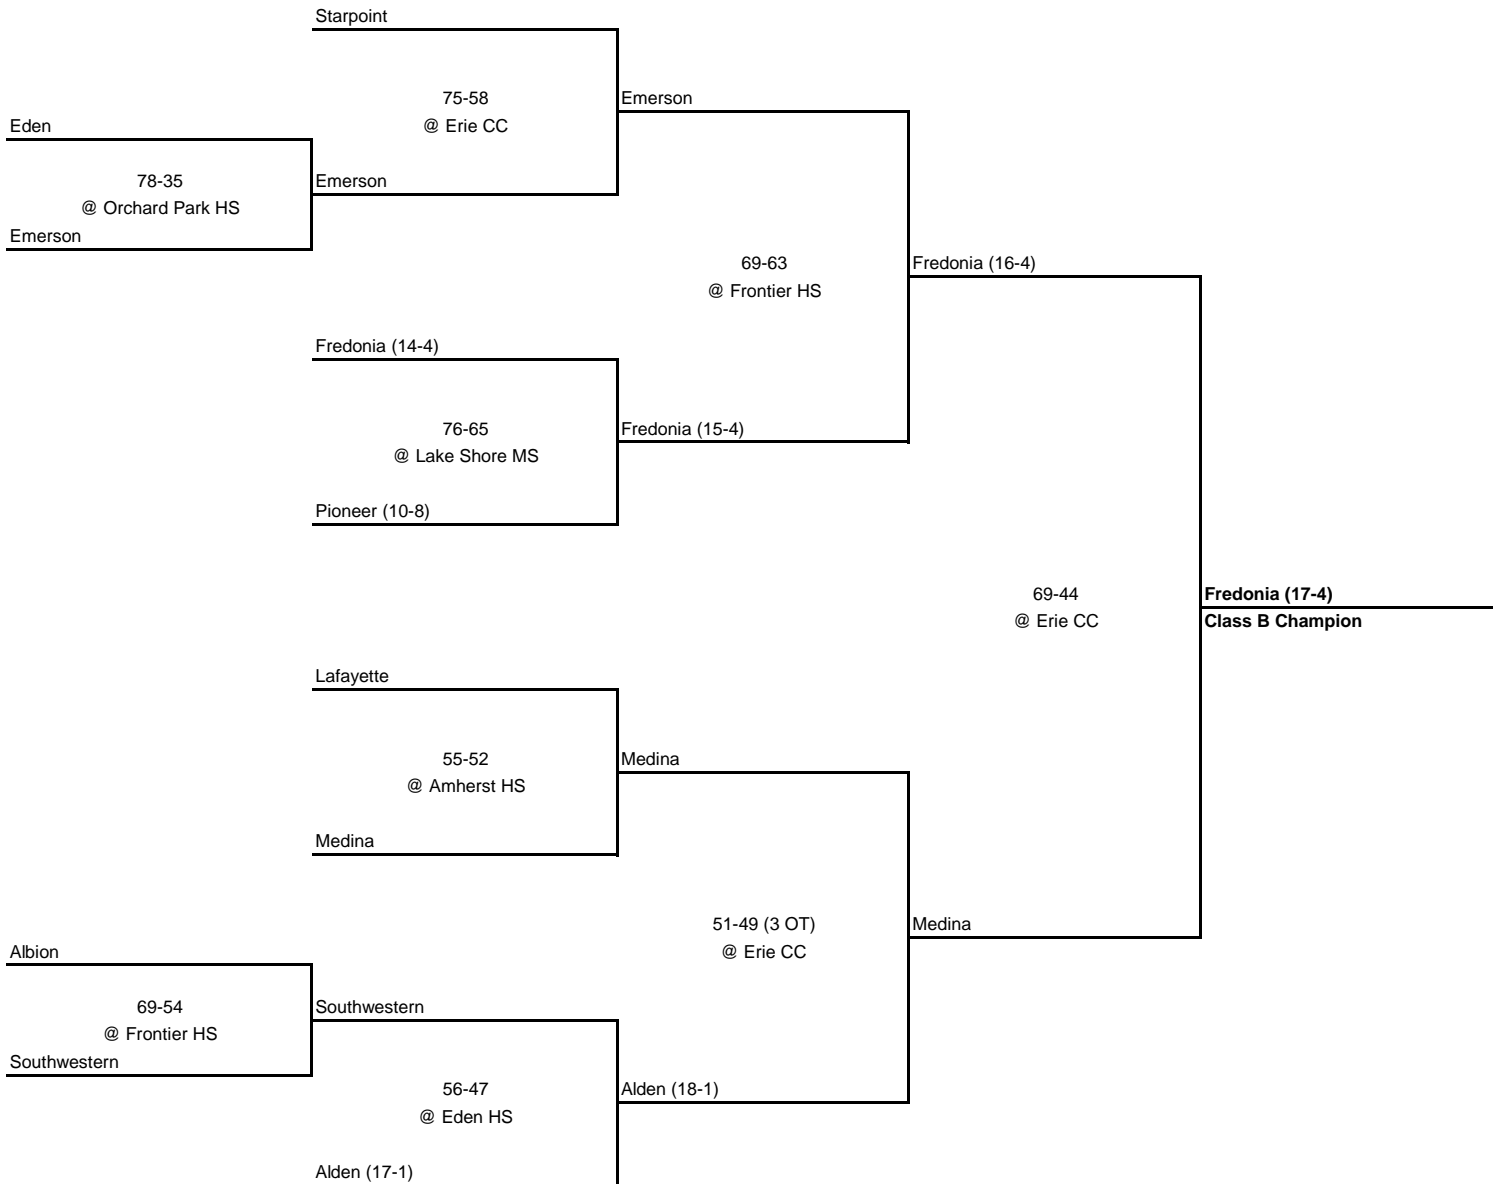 Starpoint
75-58
@ Erie CC
Emerson
Eden
78-35
@ Orchard Park HS
Emerson
Emerson
69-63
@ Frontier HS
Fredonia (16-4)
Fredonia (14-4)
76-65
@ Lake Shore MS
Fredonia (15-4)
Pioneer (10-8)
69-44
@ Erie CC
Fredonia (17-4)
Class B Champion
Lafayette
55-52
@ Amherst HS
Medina
Medina
51-49 (3 OT)
@ Erie CC
Medina
Albion
69-54
@ Frontier HS
Southwestern
Southwestern
56-47
@ Eden HS
Alden (18-1)
Alden (17-1)